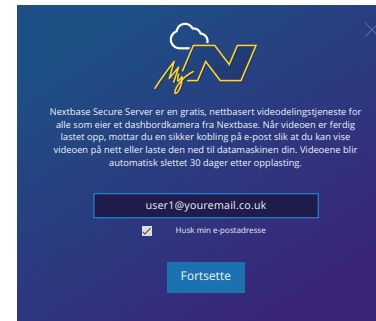 My N
Nextbase Secure Server er en gratis, nettbasert videodelingstjeneste for
alle som eier et dashbordkamera fra Nextbase. Når videoen er ferdig
lastet opp, mottar du en sikker kobling på e-post slik at du kan vise
videoen på nett eller laste den ned til datamaskinen din. Videoene blir
automatisk slettet 30 dager etter opplasting.
user1@youremail.co.uk
Husk min e-postadresse
Fortsette